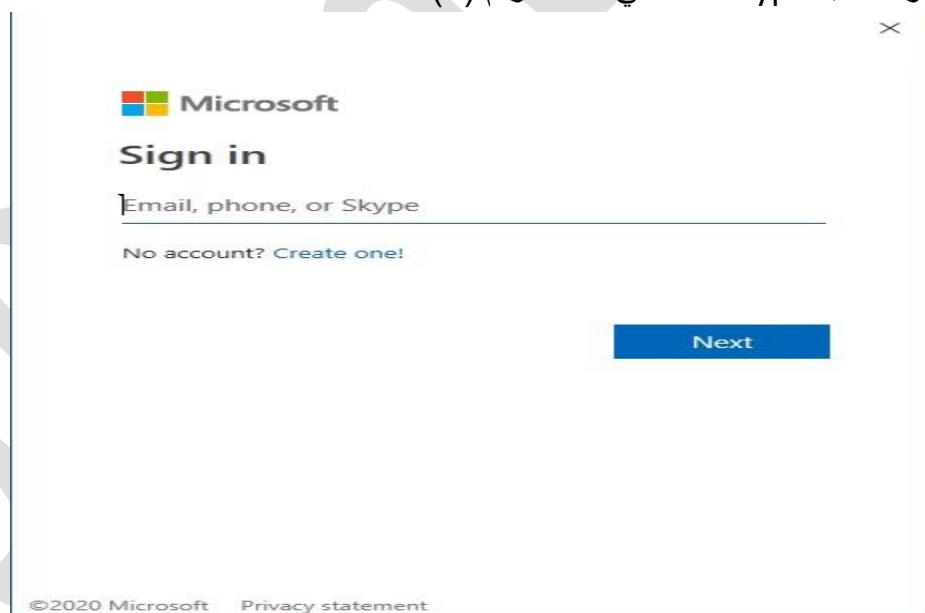 Microsoft
Sign in
Email, phone, or Skype
No account? Create one!
Next
©2020 Microsoft Privacy statement